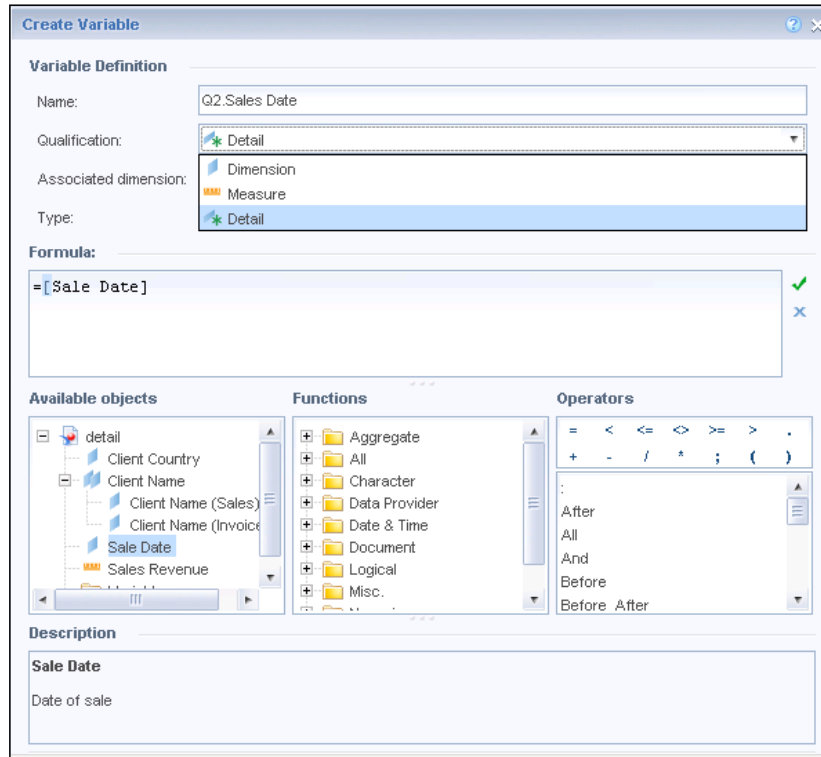 Create Variable
Variable Definition
Name: Q2.Sales Date
Qualification: Detail
Associated dimension:
Dimension
Measure
Type:
Detail
Formula:
=[Sale Date]
Available objects
Functions
Operators
detail
Client Country
Client Name
Client Name (Sales)
Client Name (Invoice
Sale Date
Sales Revenue
Aggregate
All
Character
Data Provider
Date & Time
Document
Logical
Misc.
= < <= <> >= > .
+ - / * ; ( )
:
After
All
And
Before
Before_After
Description
Sale Date
Date of sale